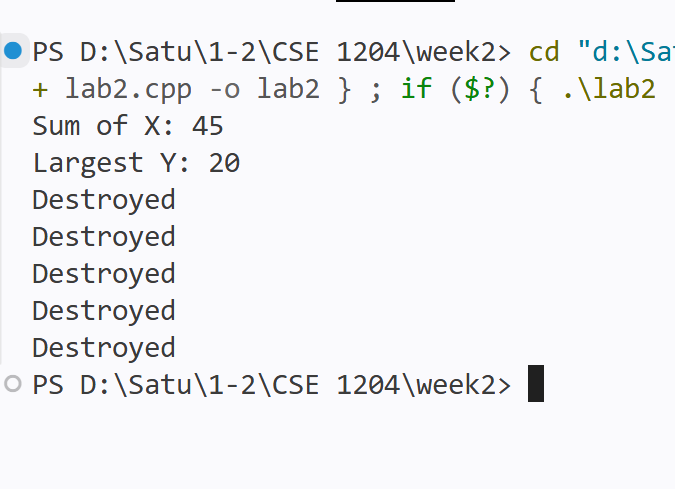 PS D:\Satu\1-2\CSE 1204\week2> cd "d:\Sa
+ lab2.cpp -o lab2 } ; if ($?) { .\lab2
Sum of X: 45
Largest Y: 20
Destroyed
Destroyed
Destroyed
Destroyed
Destroyed
PS D:\Satu\1-2\CSE 1204\week2>